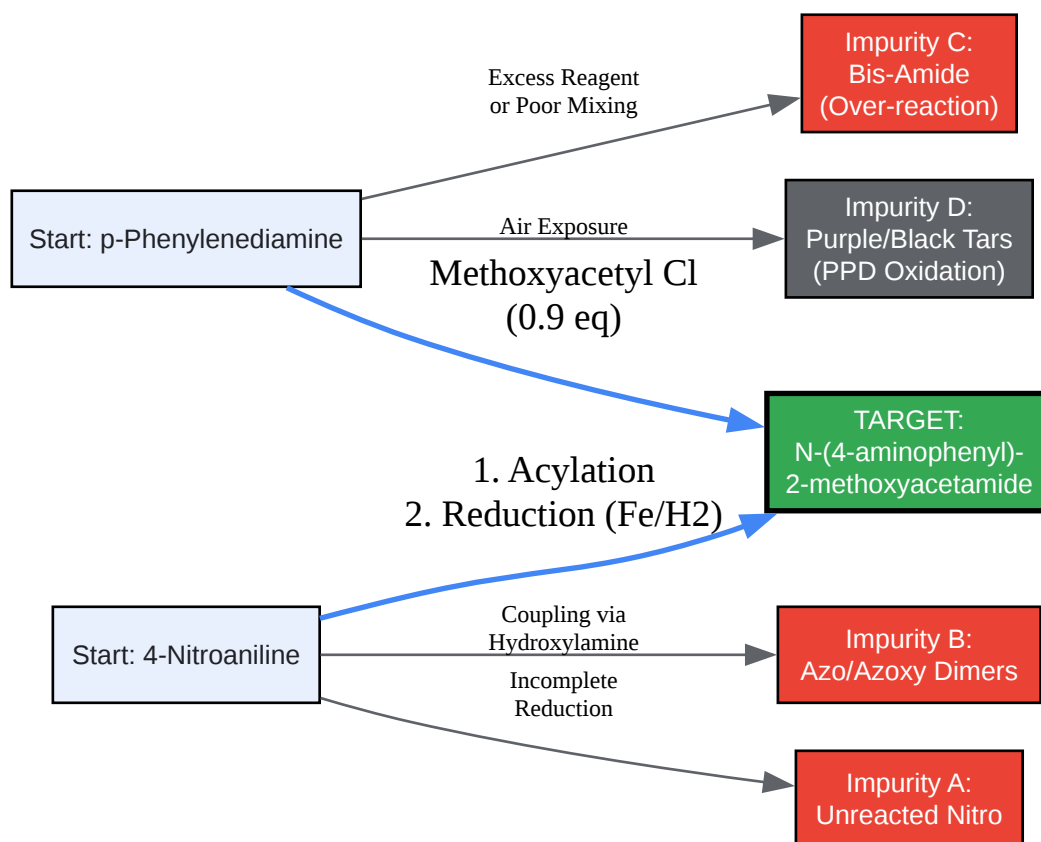 Impurity C:
Bis-Amide
(Over-reaction)
Excess Reagent
or Poor Mixing
Start: p-Phenylenediamine
Air Exposure
Impurity D:
Purple/Black Tars
(PPD Oxidation)
Methoxyacetyl Cl
(0.9 eq)
TARGET:
N-(4-aminophenyl)-
2-methoxyacetamide
1. Acylation
2. Reduction (Fe/H2)
Start: 4-Nitroaniline
Coupling via
Hydroxylamine
Impurity B:
Azo/Azoxy Dimers
Incomplete
Reduction
Impurity A:
Unreacted Nitro